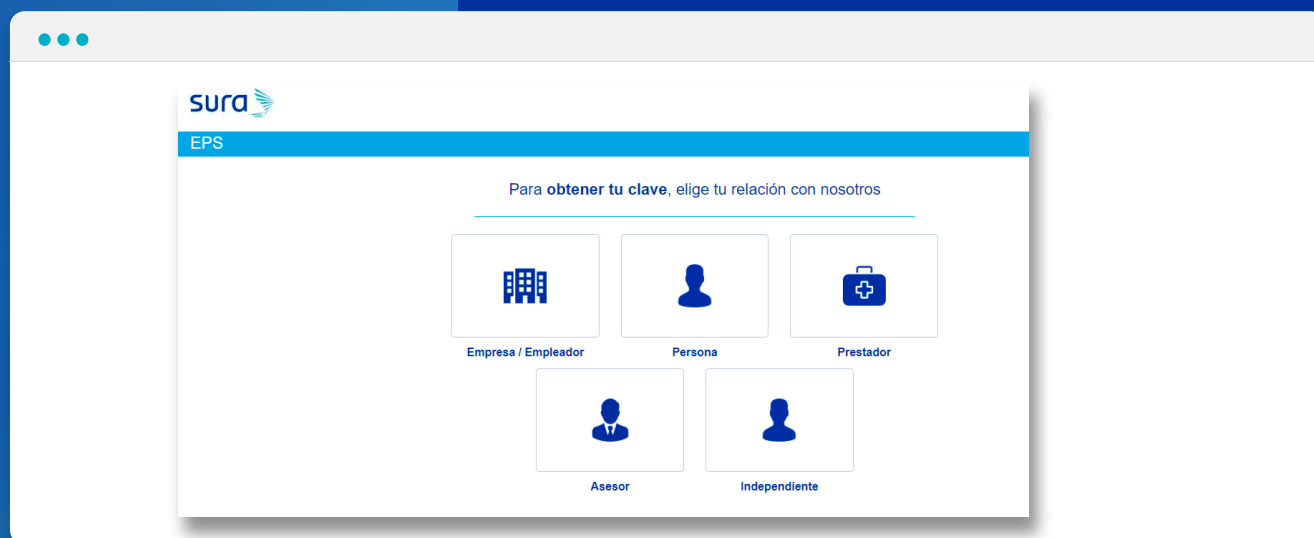 sura
EPS
Para obtener tu clave, elige tu relación con nosotros
Empresa / Empleador
Persona
Prestador
Asesor
Independiente